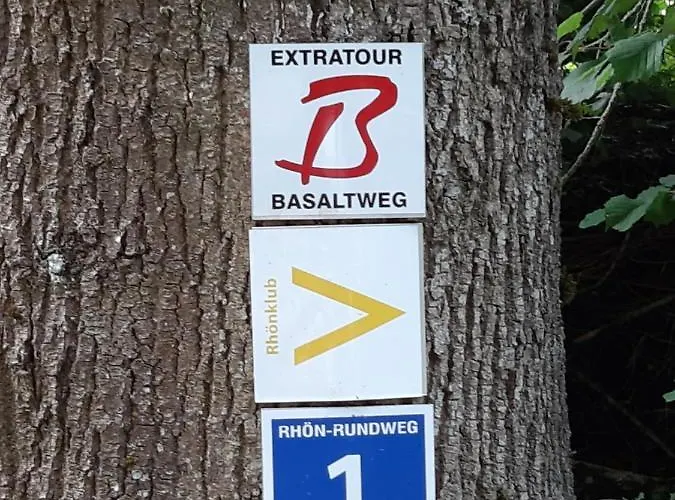 EXTRATOUR
B
BASALTWEG
Rhönklub
RHÖN-RUNDWEG
1